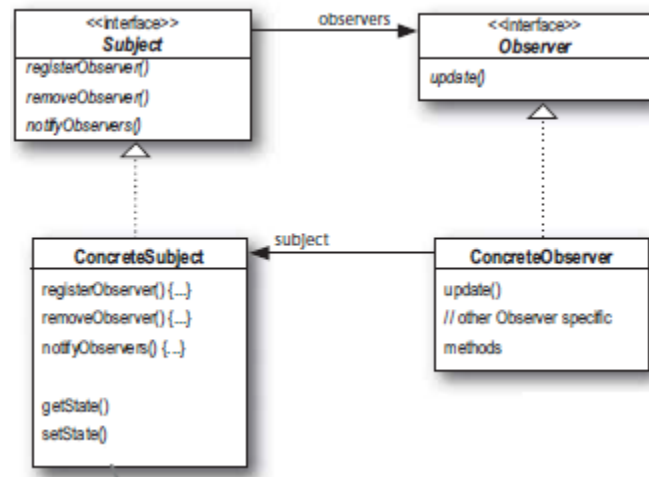 <<interface>>
Subject
registerObserver()
removeObserver()
notifyObservers()
observers
<<interface>>
Observer
update()
ConcreteSubject
registerObserver() {...}
removeObserver() {...}
notifyObservers() {...}
getState()
setState()
subject
ConcreteObserver
update()
// other Observer specific
methods